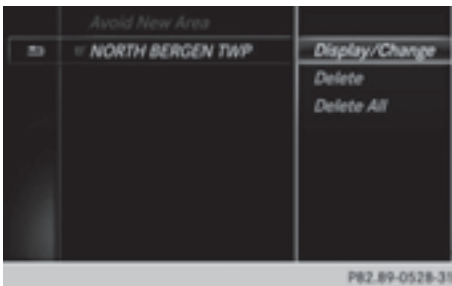 Avoid New Area
NORTH BERGEN TWP
Display/Change
Delete
Delete All
P82.89-0528-31